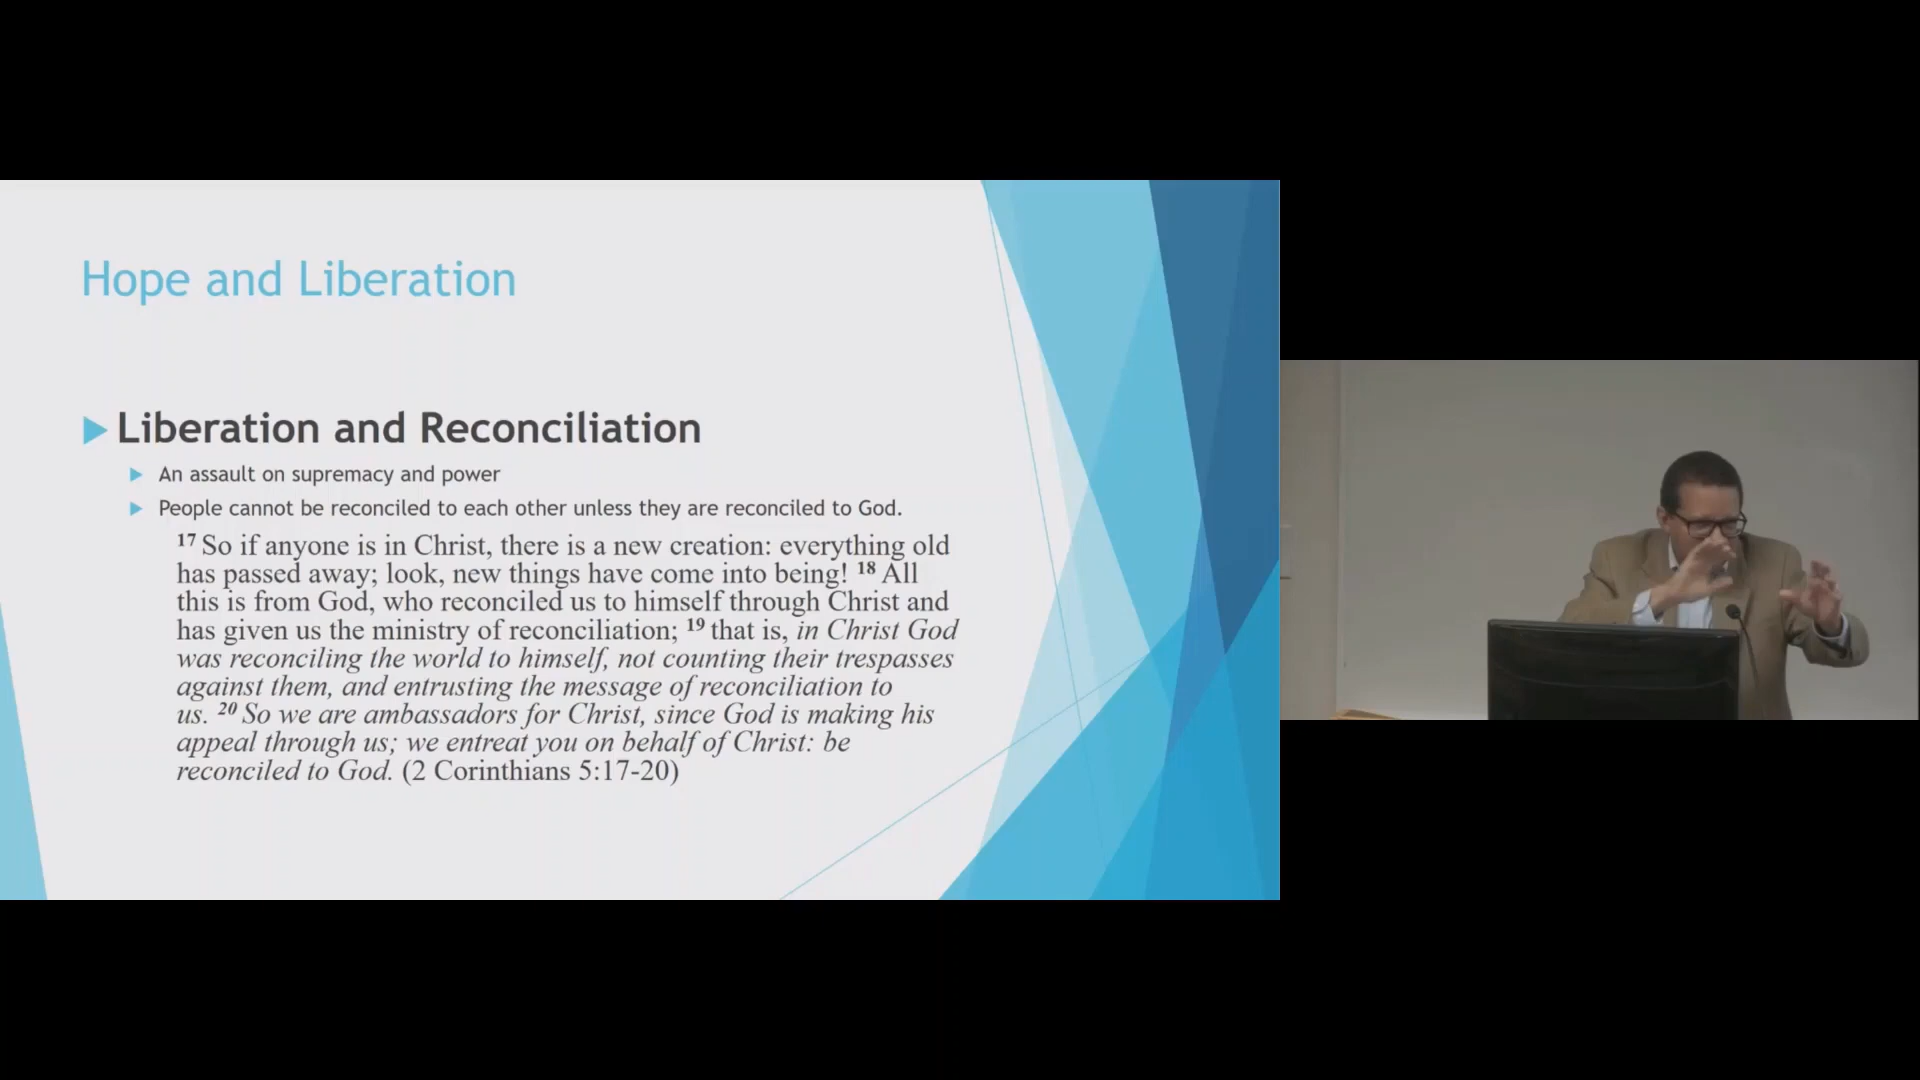 Hope and Liberation
Liberation and Reconciliation
An assault on supremacy and power
People cannot be reconciled to each other unless they are reconciled to God.
17 So if anyone is in Christ, there is a new creation: everything old
has passed away; look, new things have come into being! 18 All
this is from God, who reconciled us to himself through Christ and
has given us the ministry of reconciliation; 19 that is, in Christ God
was reconciling the world to himself, not counting their trespasses
against them, and entrusting the message of reconciliation to
us. 20 So we are ambassadors for Christ, since God is making his
appeal through us; we entreat you on behalf of Christ: be
reconciled to God. (2 Corinthians 5:17-20)